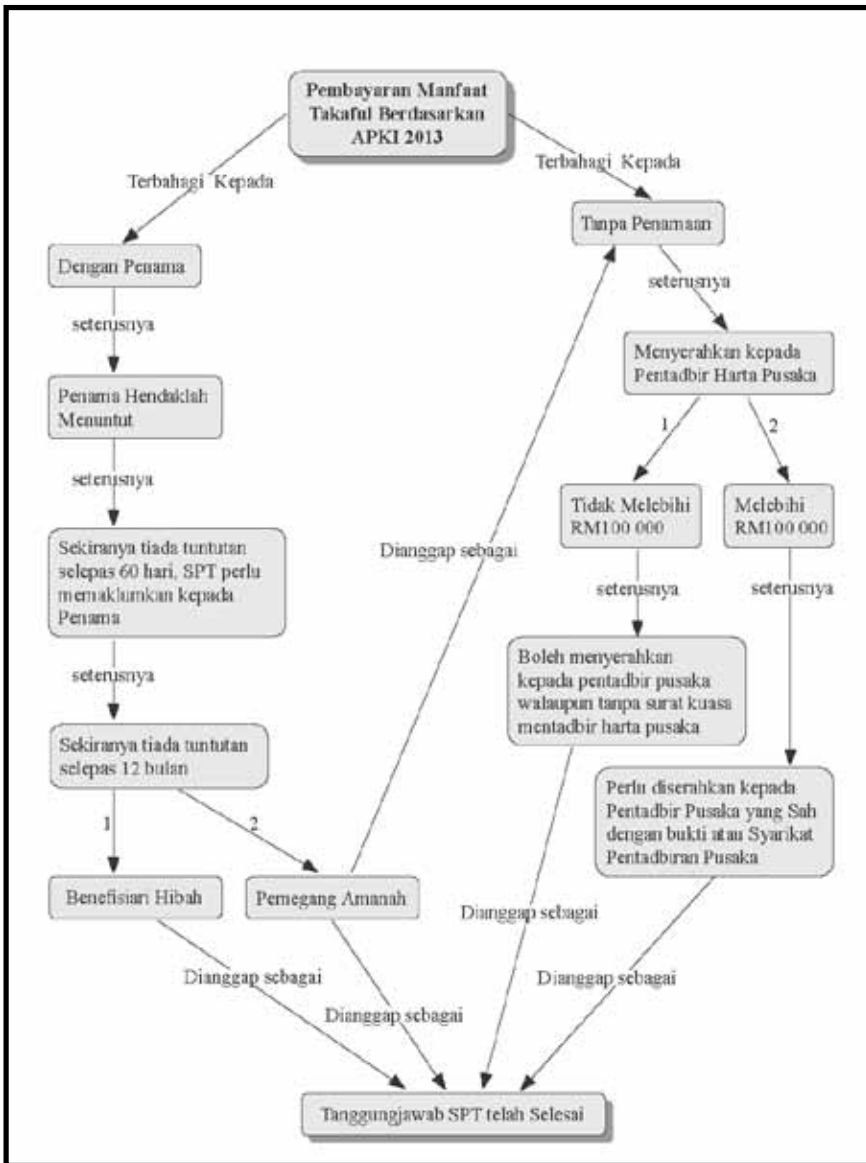 Pembayaran Manfaat
Takaful Berdasarkan
APKI 2013
Terbahagi Kepada
Terbahagi Kepada
Tanpa Penamaan
Dengan Penama
seterusnya
seterusnya
Menyerahkan kepada
Pentadbir Harta Pusaka
Penama Hendaklah
Menuntut
1
2
seterusnya
Tidak Melebihi
RM100 000
Melebihi
RM100 000
Sekiranya tiada tuntutan
selepas 60 hari, SPT perlu
memaklumkan kepada
Penama
Dianggap sebagai
seterusnya
seterusnya
seterusnya
Boleh menyerahkan
kepada pentadbir pusaka
walaupun tanpa surat kuasa
mentadbir harta pusaka
Sekiranya tiada tuntutan
selepas 12 bulan
Perlu diserahkan kepada
Pentadbir Pusaka yang Sah
dengan bukti atau Syarikat
Pentadbiran Pusaka
1
2
Benefisiari Hibah
Pemegang Amanah
Dianggap sebagai
Dianggap sebagai
Dianggap sebagai
Dianggap sebagai
Tanggungjawab SPT telah Selesai